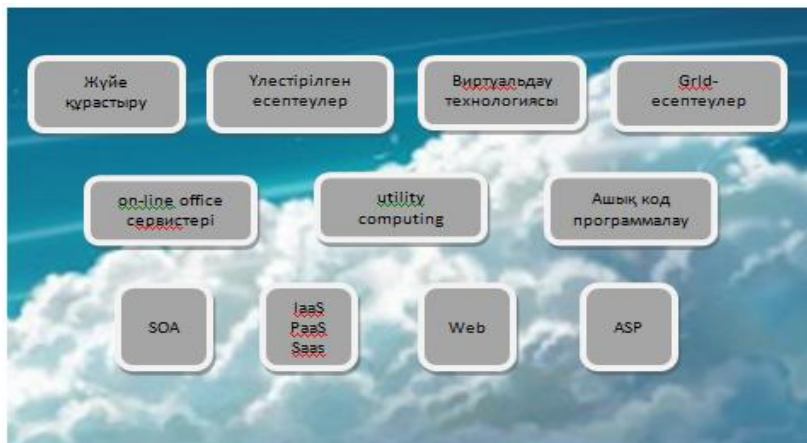 Жүйе
құрастыру
Үлестірілген
есептеулер
Виртуальдау
технологиясы
Grld-
есептеулер
on-line office
сервистері
utility
computing
Ашық код
программалау
SOA
IaaS
PaaS
Saas
Web
ASP